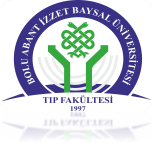 BOLU ABANT İZZET BAYSAL ÜNİVERSİTESİ
TIP FAKÜLTESİ
1997